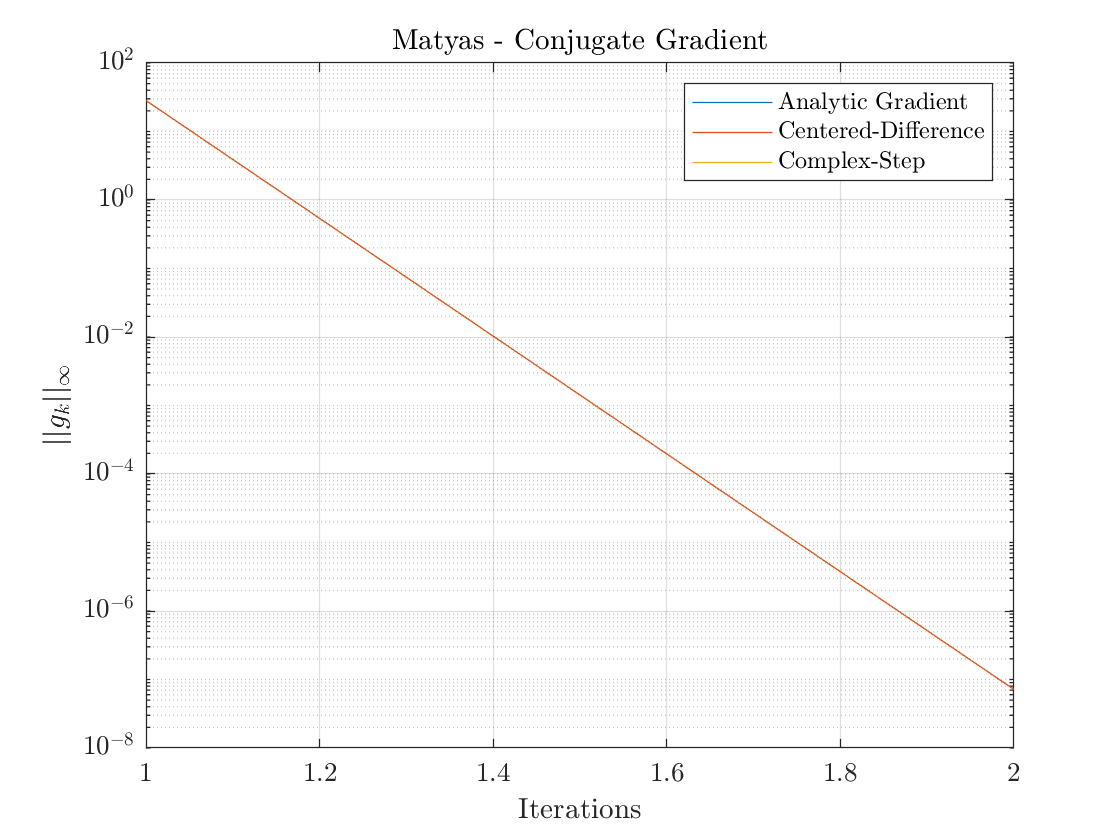 Matyas - Conjugate Gradient
Analytic Gradient
Centered-Difference
Complex-Step
10^2
10^0
10^{-2}
10^{-4}
10^{-6}
10^{-8}
||g_k||_∞
1 1.2 1.4 1.6 1.8 2
Iterations